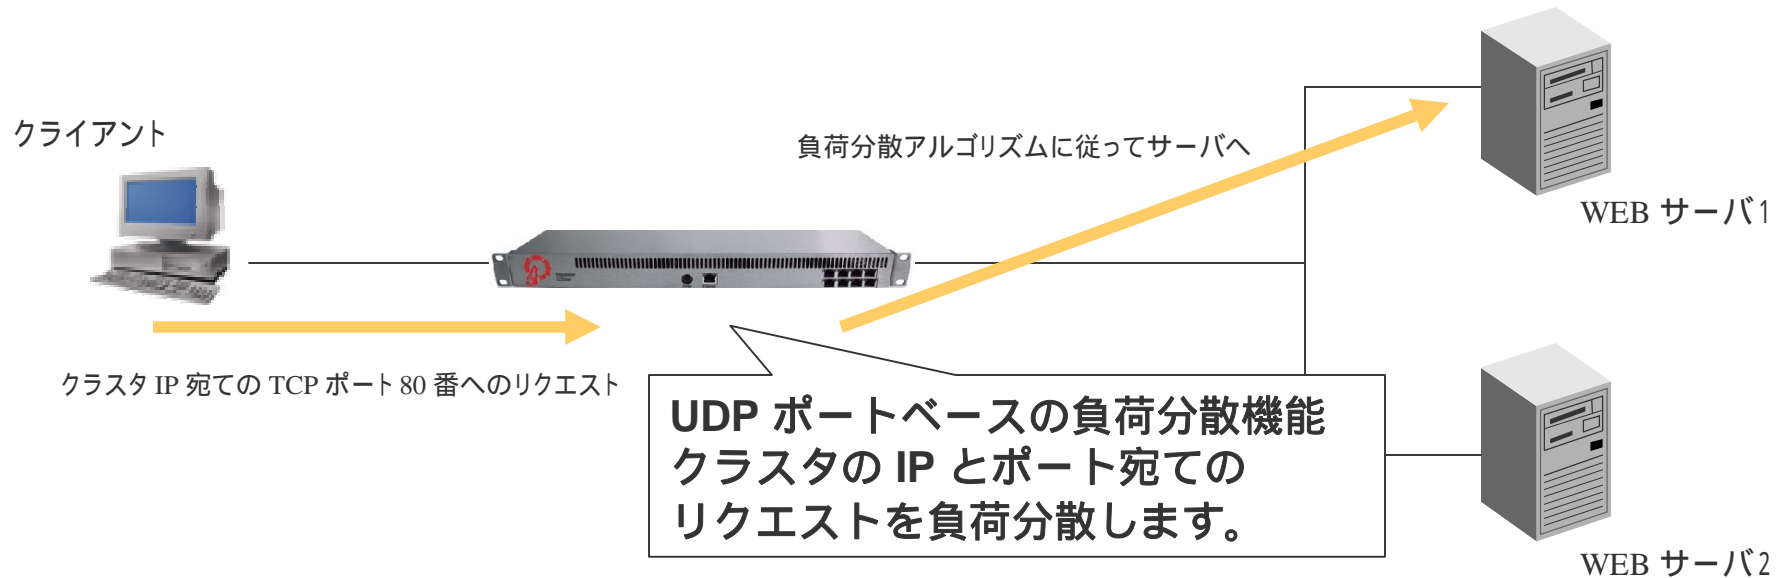 クライアント
負荷分散アルゴリズムに従ってサーバへ
WEB サーバ1
クラスタ IP 宛ての TCP ポート 80 番へのリクエスト
UDP ポートベースの負荷分散機能
クラスタの IP とポート宛ての
リクエストを負荷分散します。
WEB サーバ2